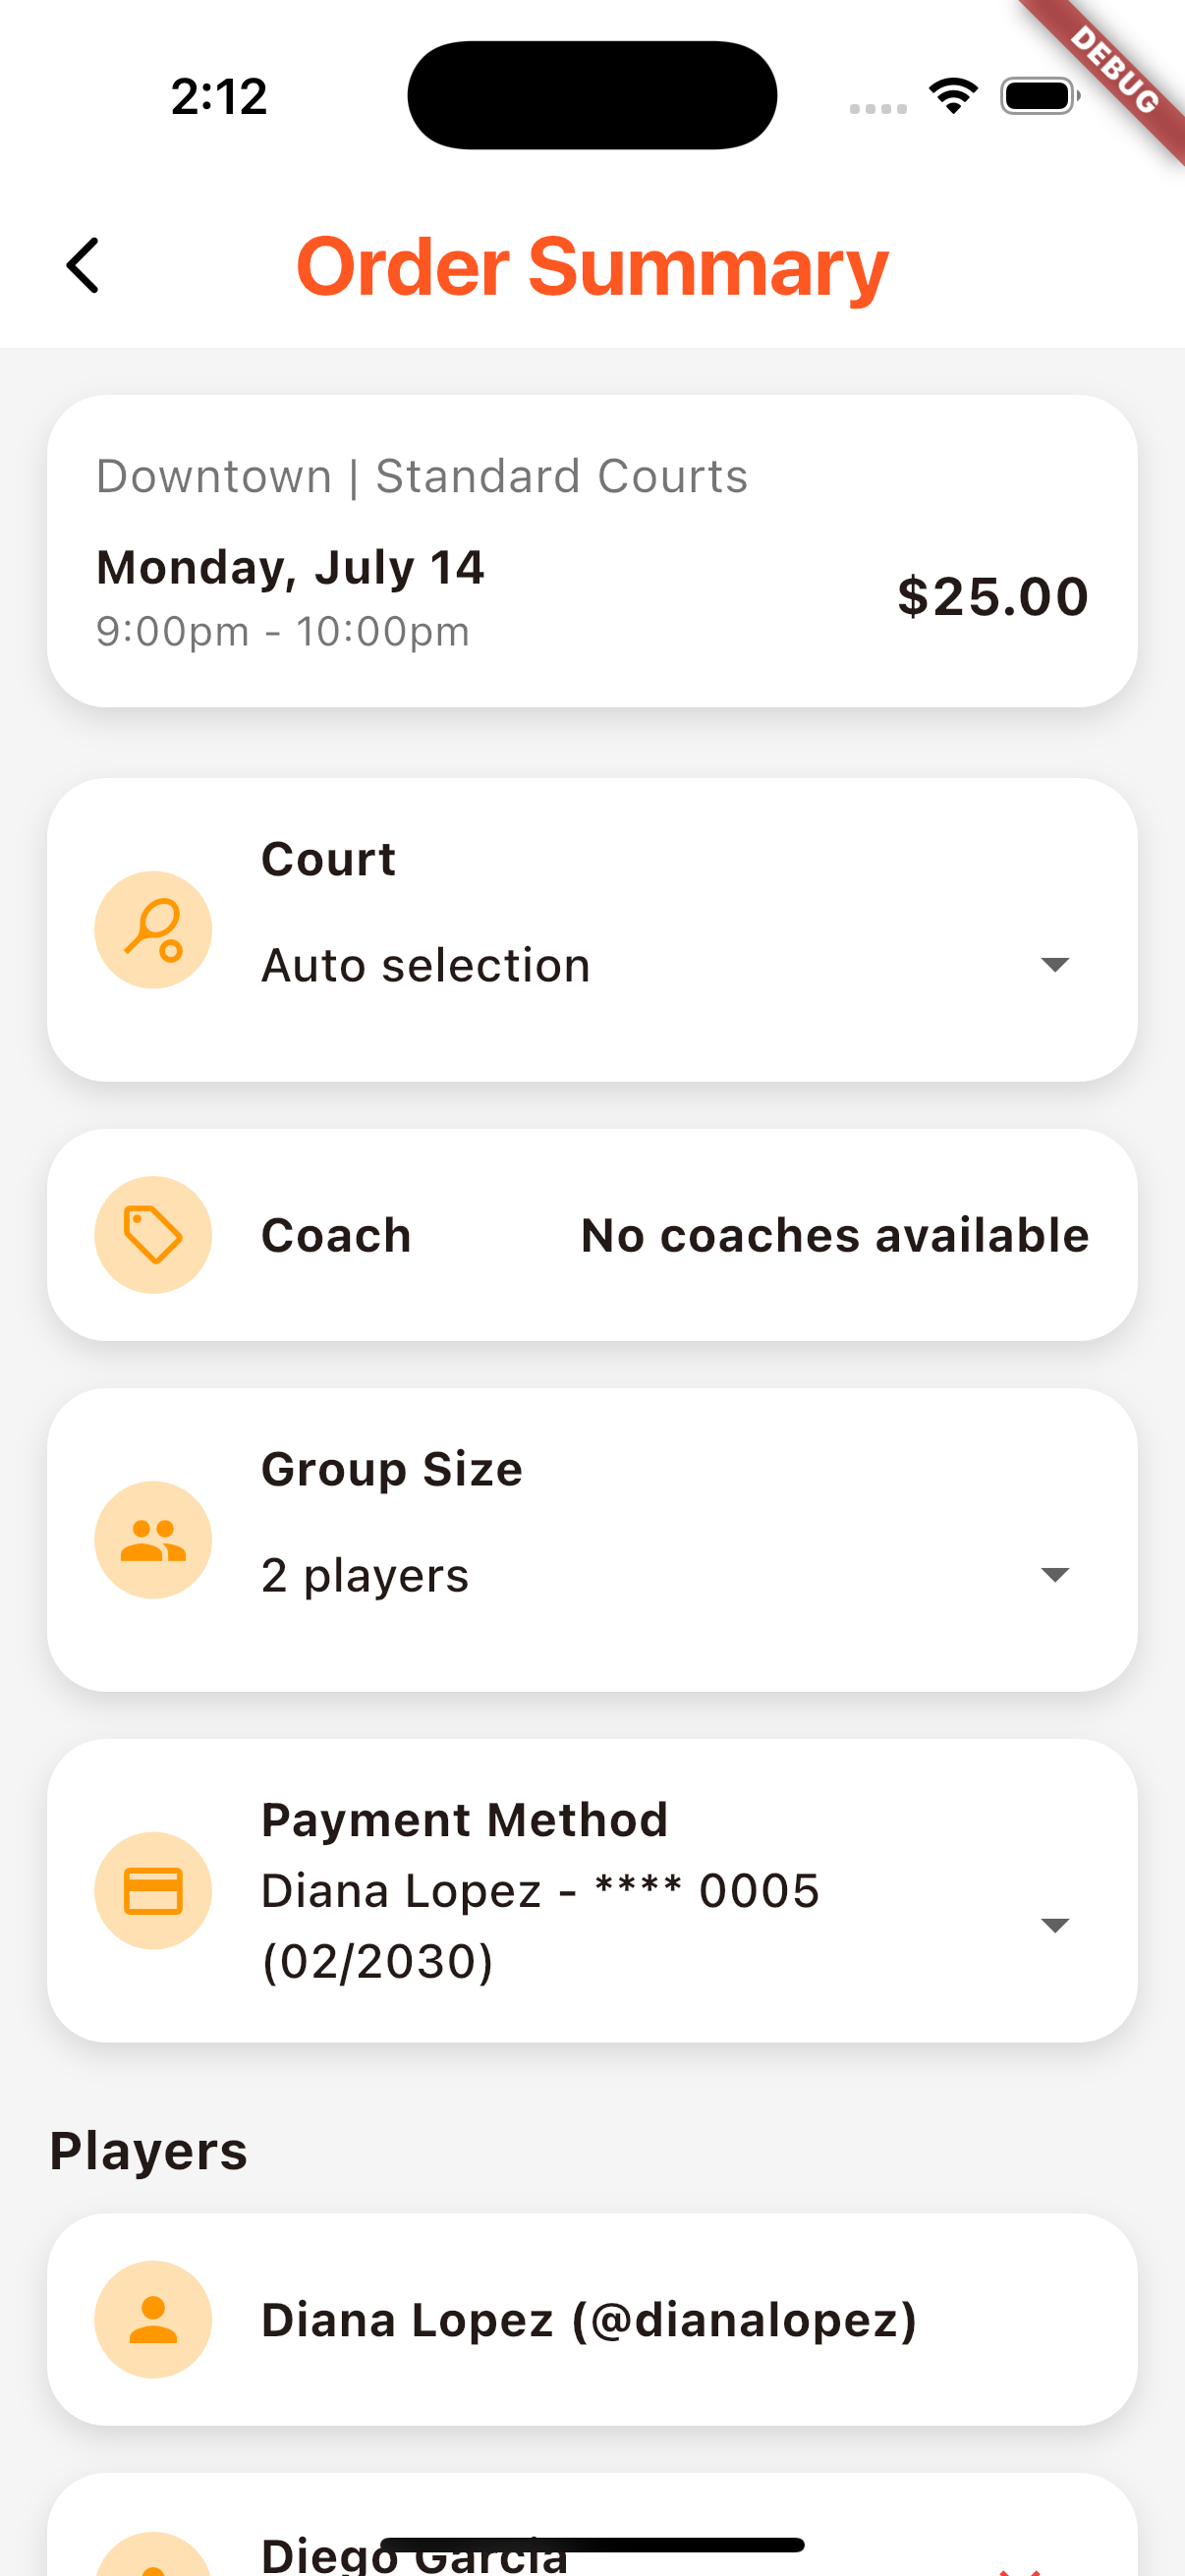 2:12
DEBUG
Order Summary
Downtown | Standard Courts
Monday, July 14
$25.00
9:00pm - 10:00pm
Court
Auto selection
Coach
No coaches available
Group Size
2 players
Payment Method
Diana Lopez - **** 0005
(02/2030)
Players
Diana Lopez (@dianalopez)
Diego Garcia